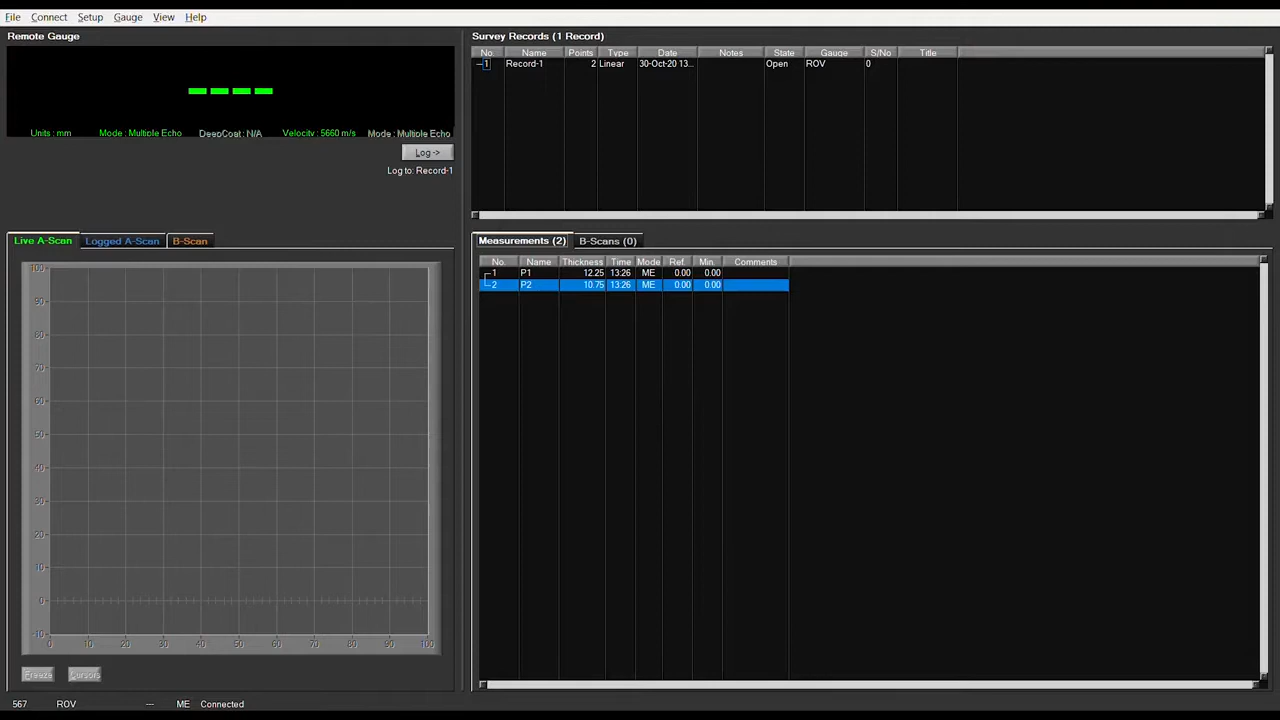 File Connect Setup Gauge View Help
Remote Gauge
Units : mm Mode : Multiple Echo DeepCoat : N/A Velocity : 5660 m/s Mode : Multiple Echo
Log ->
Log to: Record-1
Survey Records (1 Record)
No. Name Points Type Date Notes State Gauge S/No Title
1 Record-1 2 Linear 30-Oct-20 13... Open ROV 0
Live A-Scan Logged A-Scan B-Scan
100
90
80
70
60
50
40
30
20
10
0
-10
0 10 20 30 40 50 60 70 80 90 100
Freeze Cursors
Measurements (2) B-Scans (0)
No. Name Thickness Time Mode Ref. Min. Comments
1 P1 12.25 13:26 ME 0.00 0.00
2 P2 10.75 13:26 ME 0.00 0.00
567 ROV --- ME Connected